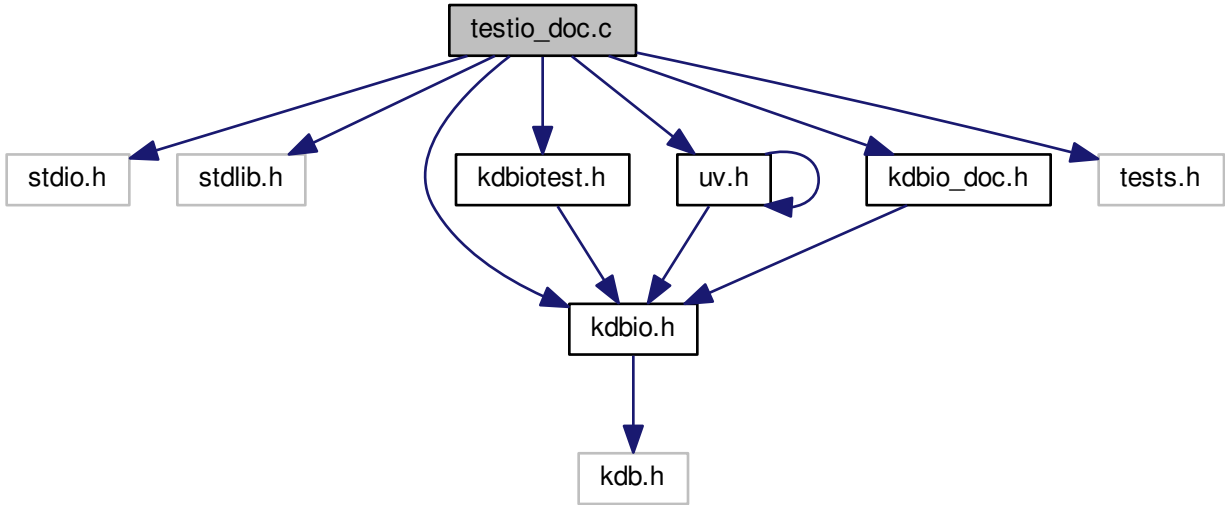 testio_doc.c
stdio.h
stdlib.h
kdbiotest.h
uv.h
kdbio_doc.h
tests.h
kdbio.h
kdb.h